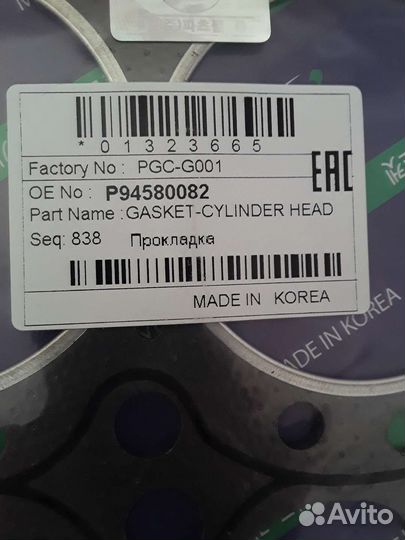 *01323665
Factory No : PGC-G001
EAC
OE No : P94580082
Part Name :GASKET-CYLINDER HEAD
Seq: 838 Прокладка
MADE IN KOREA
MADE IN KOREA
Avito